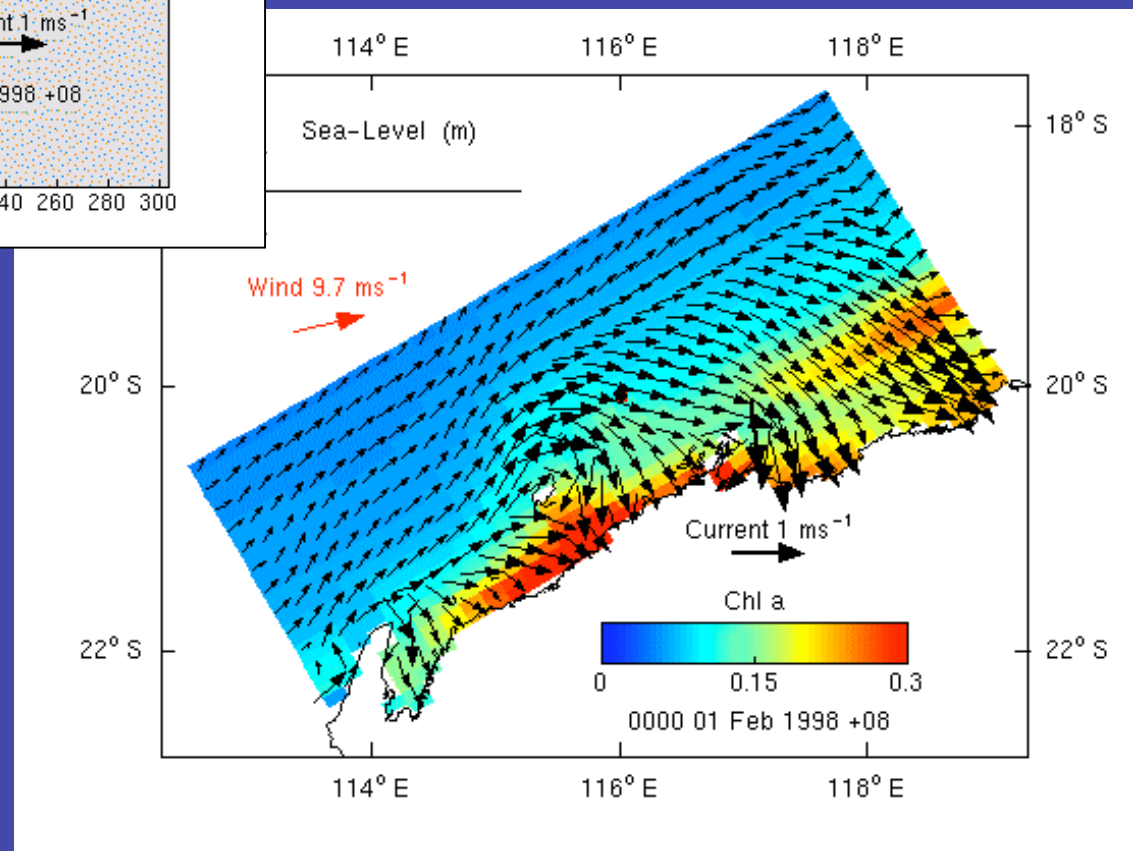 1 ms⁻¹
998 +08
260 280 300
114° E 116° E 118° E
Sea-Level (m)
18° S
Wind 9.7 ms⁻¹
20° S 20° S
Current 1 ms⁻¹
Chl a
22° S 22° S
0 0.15 0.3
0000 01 Feb 1998 +08
114° E 116° E 118° E